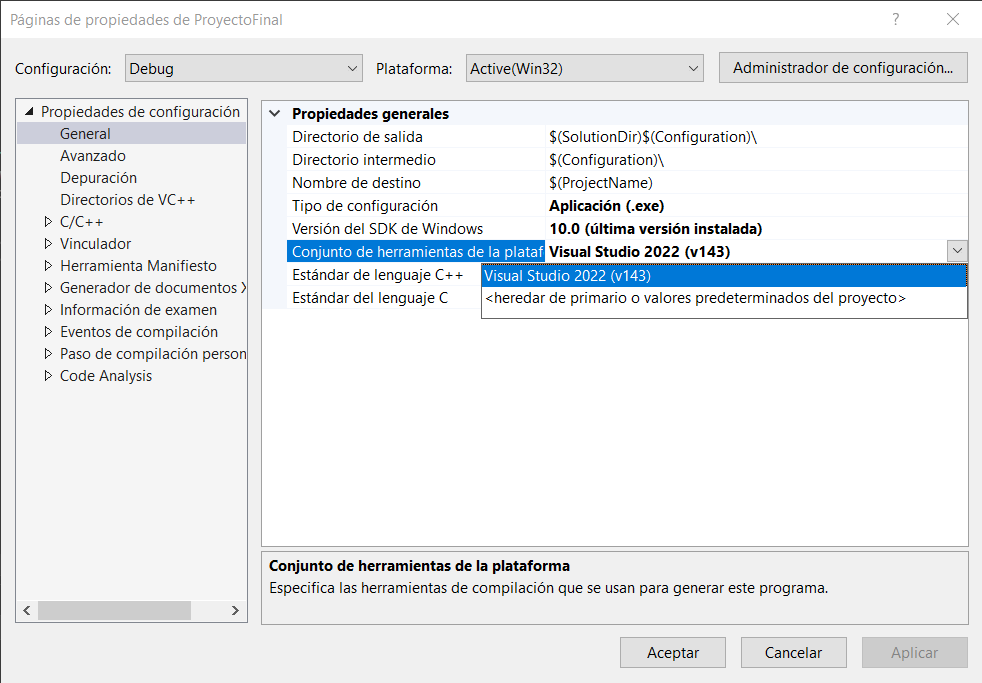 Páginas de propiedades de ProyectoFinal
?
Configuración: Debug Plataforma: Active(Win32) Administrador de configuración...
Propiedades de configuración
General
Avanzado
Depuración
Directorios de VC++
C/C++
Vinculador
Herramienta Manifiesto
Generador de documentos X
Información de examen
Eventos de compilación
Paso de compilación person
Code Analysis
Propiedades generales
Directorio de salida $(SolutionDir)$(Configuration)\
Directorio intermedio $(Configuration)\
Nombre de destino $(ProjectName)
Tipo de configuración Aplicación (.exe)
Versión del SDK de Windows 10.0 (última versión instalada)
Conjunto de herramientas de la plataf Visual Studio 2022 (v143)
Estándar de lenguaje C++ Visual Studio 2022 (v143)
Estándar del lenguaje C <heredar de primario o valores predeterminados del proyecto>
Conjunto de herramientas de la plataforma
Especifica las herramientas de compilación que se usan para generar este programa.
Aceptar Cancelar Aplicar